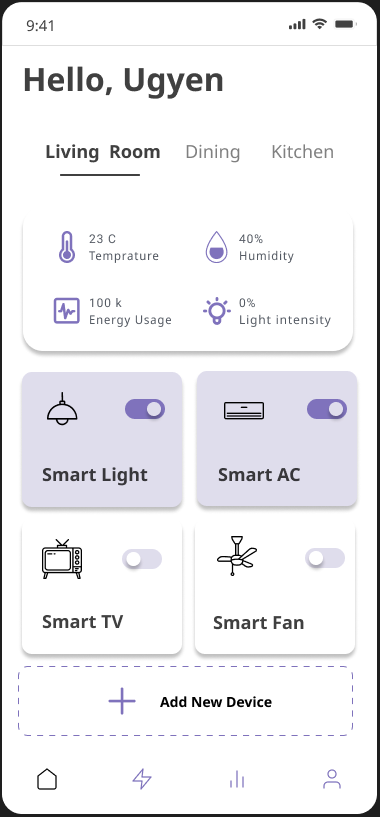 9:41
Hello, Ugyen
Living Room Dining Kitchen
23 C
Temprature
40%
Humidity
100 k
Energy Usage
0%
Light intensity
Smart Light
Smart AC
Smart TV
Smart Fan
Add New Device